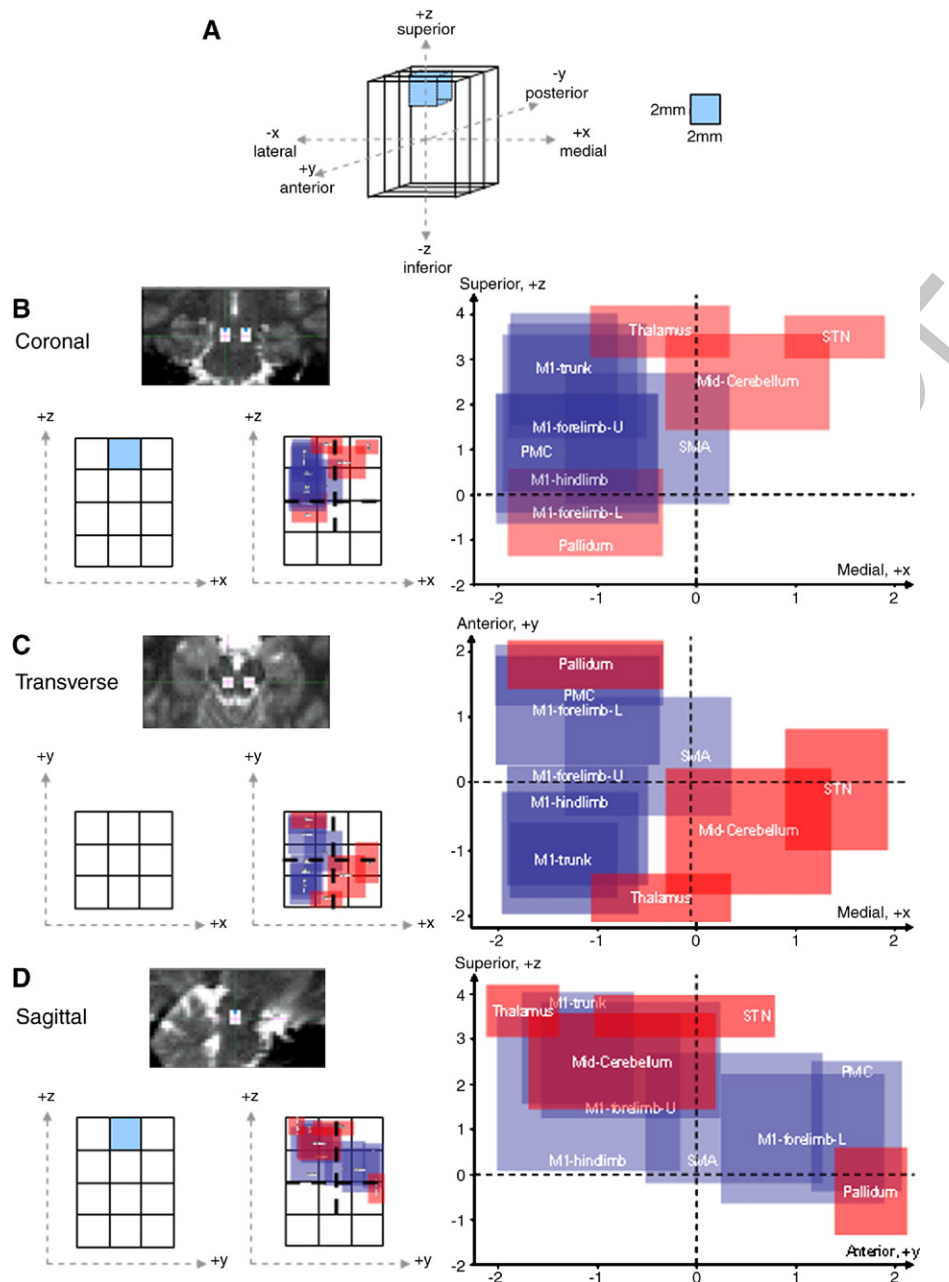 A
+z
superior
-y
posterior
-x
lateral
+x
medial
+y
anterior
-z
inferior
2mm
2mm
B
Coronal
+z
+x
+z
+x
Superior, +z
4
3
2
1
0
-1
-2
-2
-1
0
1
2
Medial, +x
Thalamus
STN
M1-trunk
Mid-Cerebellum
M1-forelimb-U
PMC
SMA
M1-hindlimb
M1-forelimb-L
Pallidum
C
Transverse
+y
+x
+y
+x
Anterior, +y
2
1
0
-1
-2
-2
-1
0
1
2
Medial, +x
Pallidum
PMC
M1-forelimb-L
SMA
M1-forelimb-U
STN
M1-hindlimb
Mid-Cerebellum
M1-trunk
Thalamus
D
Sagittal
+z
+y
+z
+y
Superior, +z
4
3
2
1
0
-1
-2
-2
-1
0
1
2
Anterior, +y
M1-trunk
Thalamus
STN
Mid-Cerebellum
PMC
M1-forelimb-U
M1-forelimb-L
M1-hindlimb
SMA
Pallidum